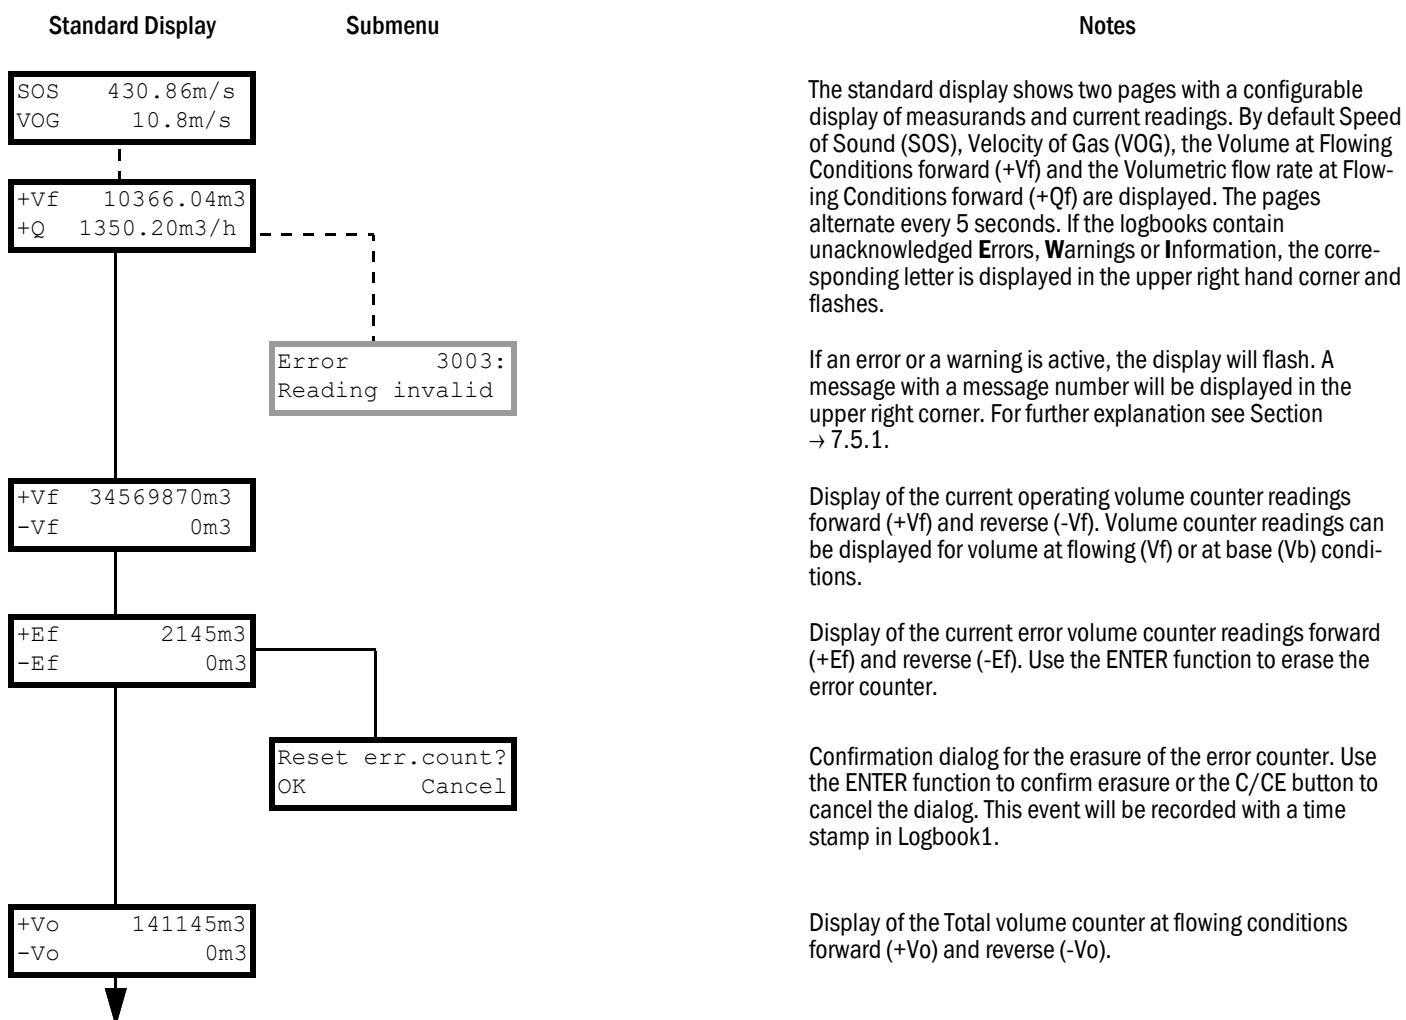 Standard Display Submenu Notes
SOS 430.86m/s
VOG 10.8m/s
The standard display shows two pages with a configurable
display of measurands and current readings. By default Speed
of Sound (SOS), Velocity of Gas (VOG), the Volume at Flowing
Conditions forward (+Vf) and the Volumetric flow rate at Flow-
ing Conditions forward (+Qf) are displayed. The pages
alternate every 5 seconds. If the logbooks contain
unacknowledged Errors, Warnings or Information, the corre-
sponding letter is displayed in the upper right hand corner and
flashes.
+Vf 10366.04m3
+Q 1350.20m3/h
Error 3003:
Reading invalid
If an error or a warning is active, the display will flash. A
message with a message number will be displayed in the
upper right corner. For further explanation see Section
→ 7.5.1.
+Vf 34569870m3
-Vf 0m3
Display of the current operating volume counter readings
forward (+Vf) and reverse (-Vf). Volume counter readings can
be displayed for volume at flowing (Vf) or at base (Vb) condi-
tions.
+Ef 2145m3
-Ef 0m3
Display of the current error volume counter readings forward
(+Ef) and reverse (-Ef). Use the ENTER function to erase the
error counter.
Reset err.count?
OK Cancel
Confirmation dialog for the erasure of the error counter. Use
the ENTER function to confirm erasure or the C/CE button to
cancel the dialog. This event will be recorded with a time
stamp in Logbook1.
+Vo 141145m3
-Vo 0m3
Display of the Total volume counter at flowing conditions
forward (+Vo) and reverse (-Vo).